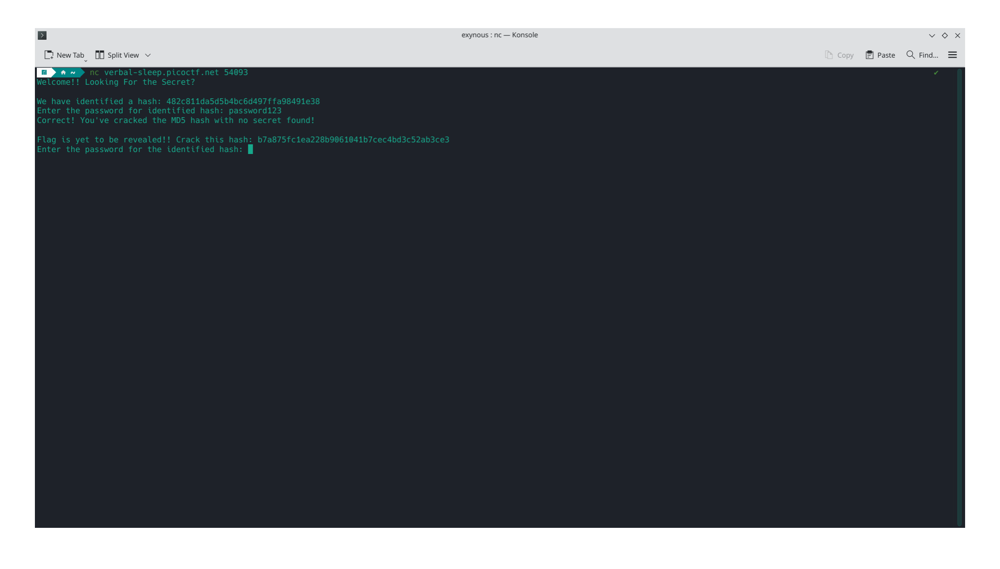 exynous : nc — Konsole
New Tab Split View Copy Paste Find...
~ nc verbal-sleep.picoctf.net 54093
Welcome!! Looking For the Secret?
We have identified a hash: 482c811da5d5b4bc6d497ffa98491e38
Enter the password for identified hash: password123
Correct! You've cracked the MD5 hash with no secret found!
Flag is yet to be revealed!! Crack this hash: b7a875fc1ea228b9061041b7cec4bd3c52ab3ce3
Enter the password for the identified hash: